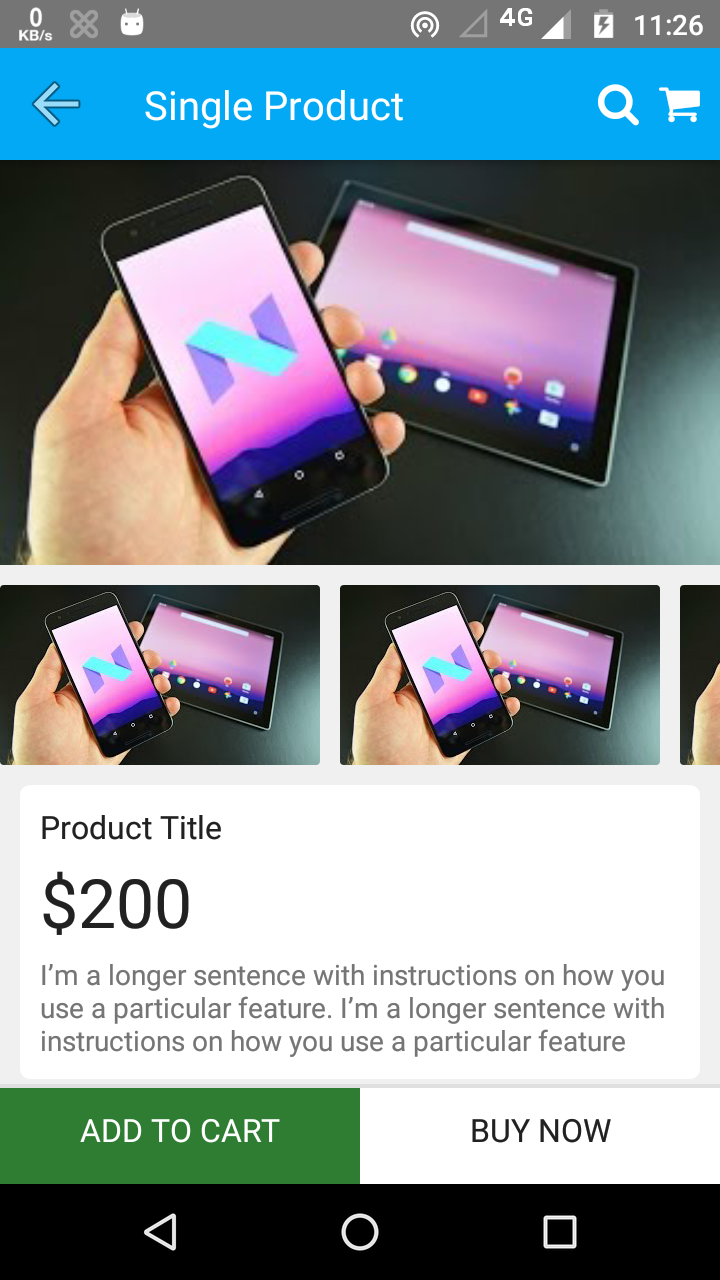 0
KB/s
4G
11:26
Single Product
Product Title
$200
I’m a longer sentence with instructions on how you
use a particular feature. I’m a longer sentence with
instructions on how you use a particular feature
ADD TO CART
BUY NOW